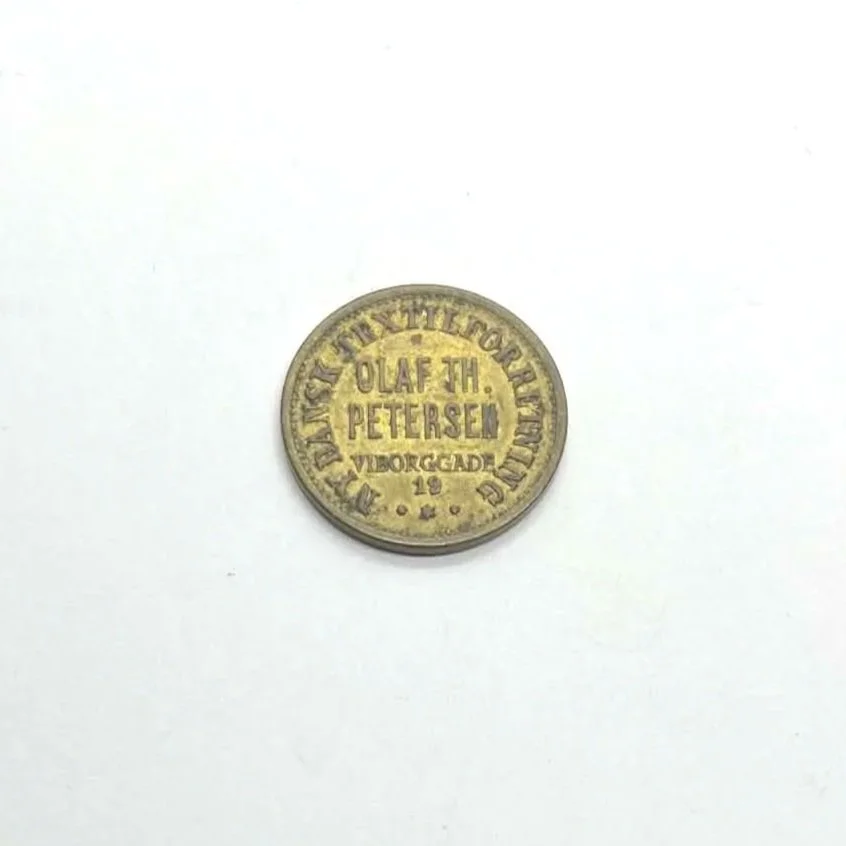 NY DANSK TEXTILFORRETNING
OLAF TH.
PETERSEN
VIBORGGADE
19